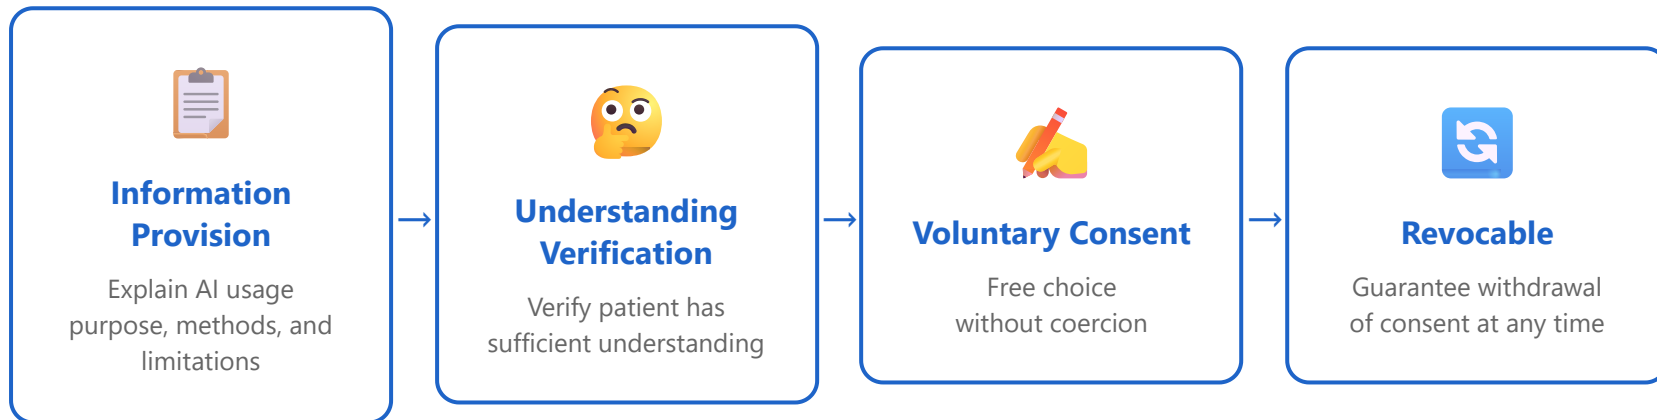 Information
Provision
Explain AI usage
purpose, methods, and
limitations
→
Understanding
Verification
Verify patient has
sufficient understanding
→
Voluntary Consent
Free choice
without coercion
→
Revocable
Guarantee withdrawal
of consent at any time